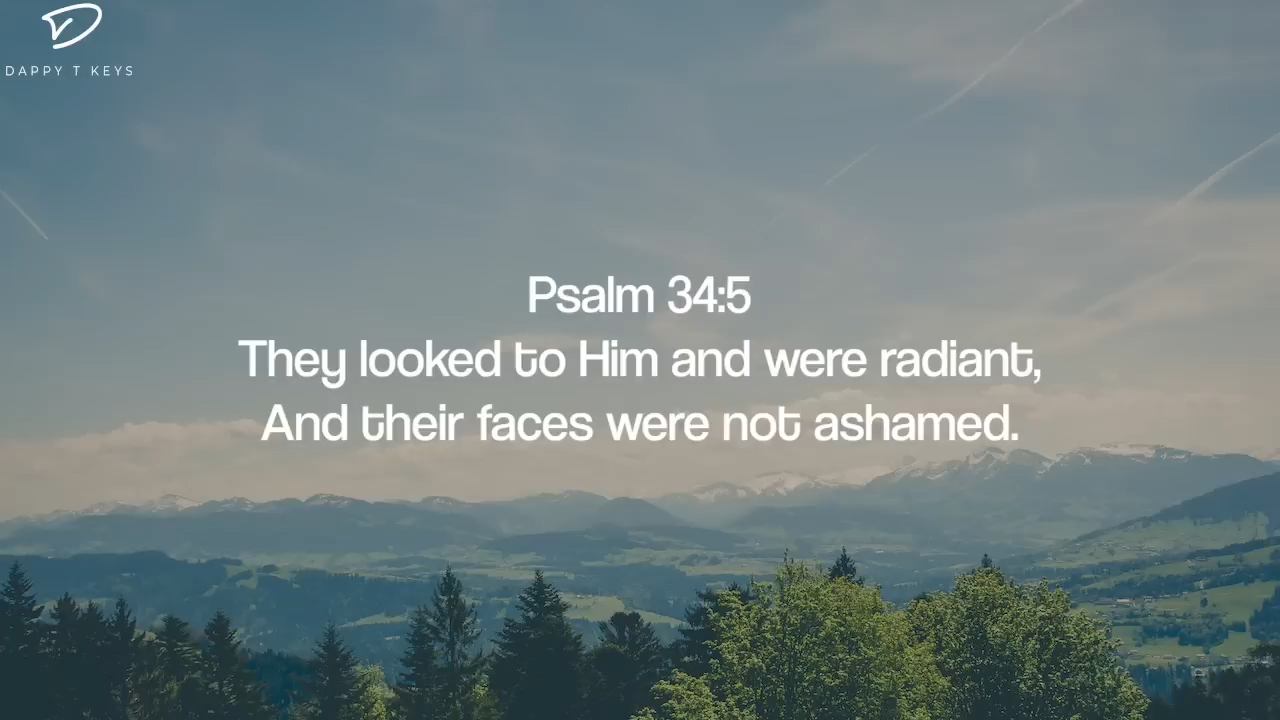 DAPPY T KEYS
Psalm 34:5
They looked to Him and were radiant,
And their faces were not ashamed.